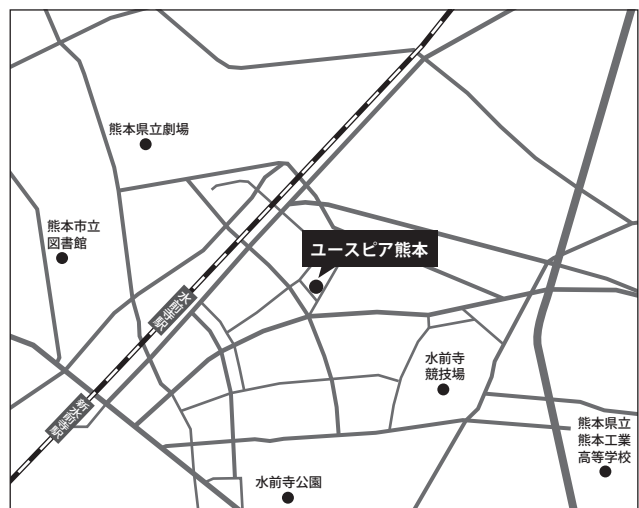 熊本県立劇場
熊本市立
図書館
ユースピア熊本
水前寺駅
水前寺
競技場
新水前寺駅
熊本県立
熊本工業
高等学校
水前寺公園